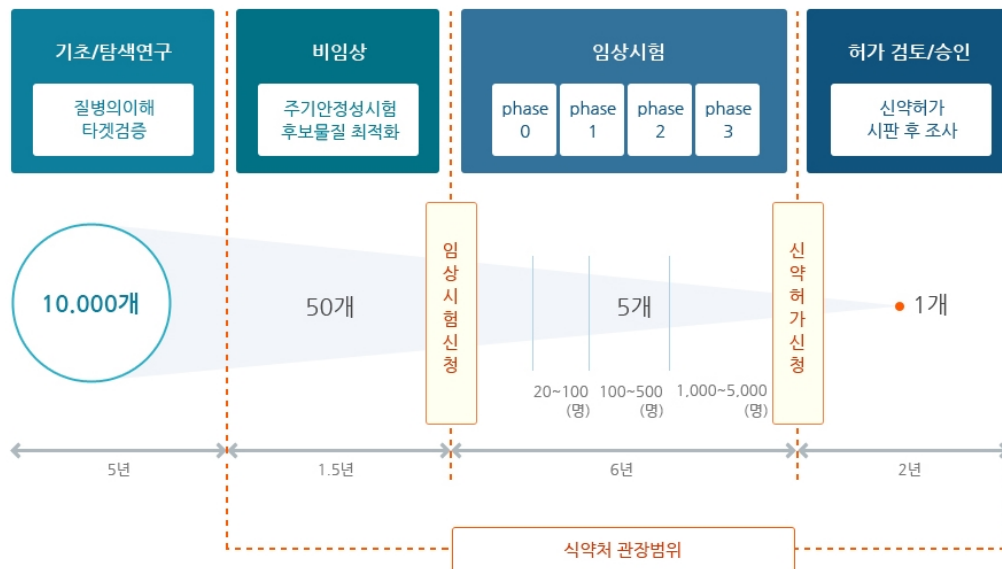 기초/탐색연구
질병의이해
타겟검증
비임상
주기안정성시험
후보물질 최적화
임상시험
phase
0
phase
1
phase
2
phase
3
허가 검토/승인
신약허가
시판 후 조사
10.000개
50개
임상시험신청
5개
신약허가신청
1개
20~100
(명)
100~500
(명)
1,000~5,000
(명)
5년
1.5년
6년
2년
식약처 관장범위